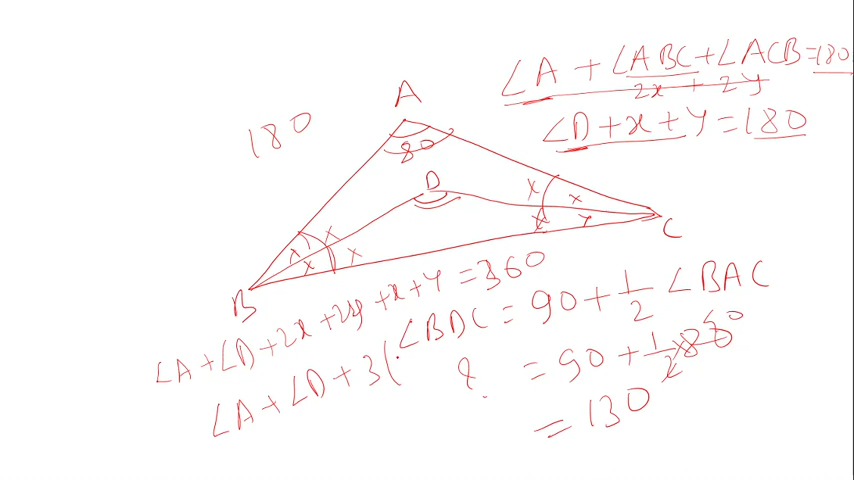 ∠A + ∠ABC + ∠ACB = 180
2x + 2y
∠D + x + y = 180
180
A
80
D
x
x
x
y
x
x
x
x
B
C
∠A + ∠D + 2x + 2y + x + y = 360
∠A + ∠D + 3(
∠BDC = 90 + 1/2 ∠BAC
?
= 90 + 1/2 × 80 40
= 130